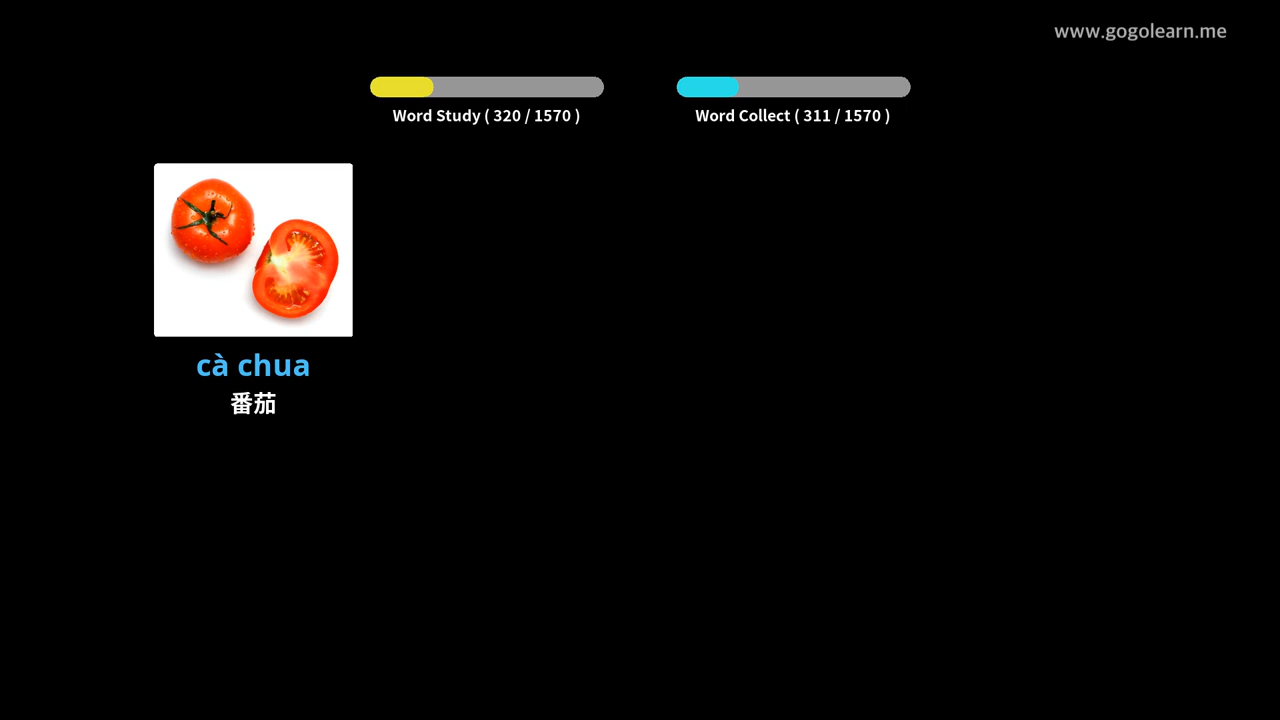 www.gogolearn.me
Word Study ( 320 / 1570 )
Word Collect ( 311 / 1570 )
cà chua
番茄